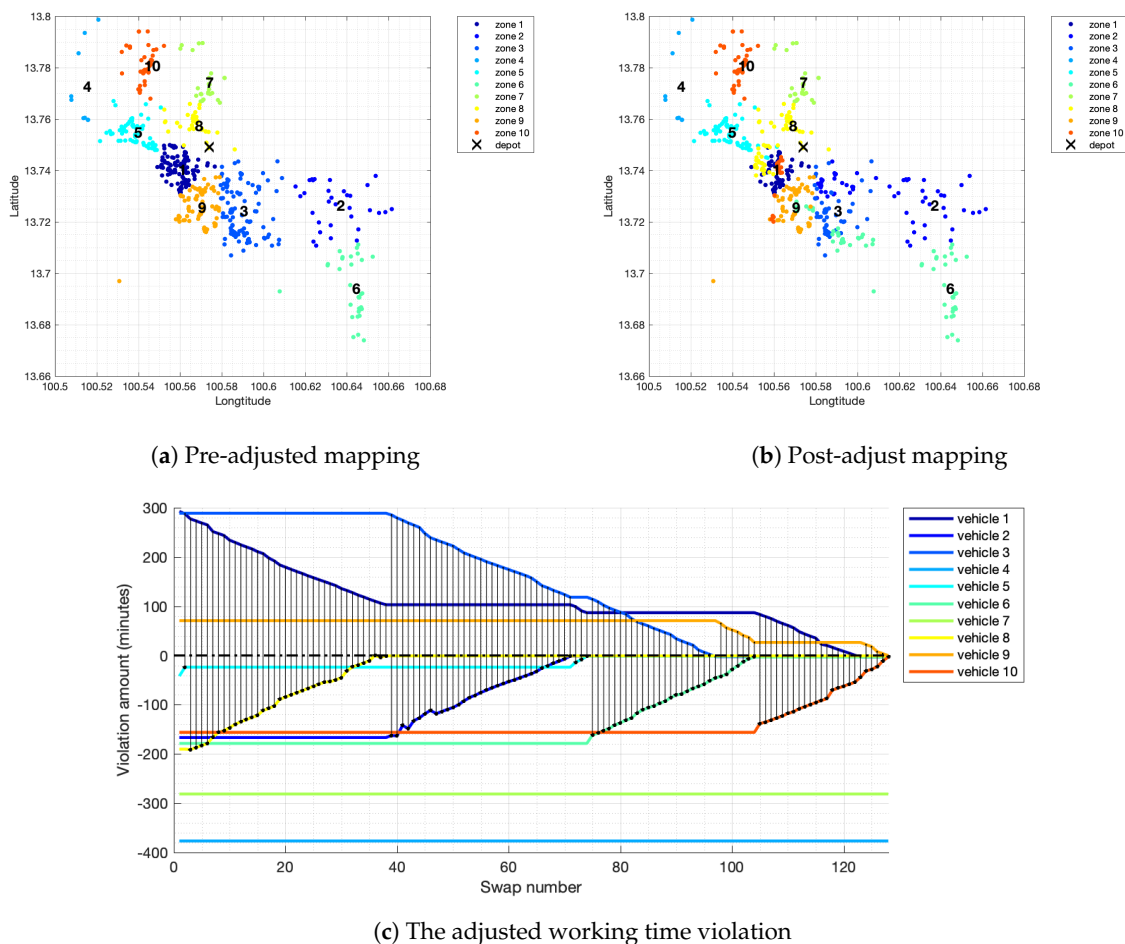 13.8
13.78
13.76
13.74
13.72
13.7
13.68
13.66
Latitude
100.5 100.52 100.54 100.56 100.58 100.6 100.62 100.64 100.66 100.68
Longtitude
10
4
7
8
5
9
3
2
6
zone 1
zone 2
zone 3
zone 4
zone 5
zone 6
zone 7
zone 8
zone 9
zone 10
depot
(a) Pre-adjusted mapping
13.8
13.78
13.76
13.74
13.72
13.7
13.68
13.66
Latitude
100.5 100.52 100.54 100.56 100.58 100.6 100.62 100.64 100.66 100.68
Longtitude
10
4
7
8
5
1
9
3
2
6
zone 1
zone 2
zone 3
zone 4
zone 5
zone 6
zone 7
zone 8
zone 9
zone 10
depot
(b) Post-adjust mapping
300
200
100
0
-100
-200
-300
-400
Violation amount (minutes)
0 20 40 60 80 100 120
Swap number
vehicle 1
vehicle 2
vehicle 3
vehicle 4
vehicle 5
vehicle 6
vehicle 7
vehicle 8
vehicle 9
vehicle 10
(c) The adjusted working time violation